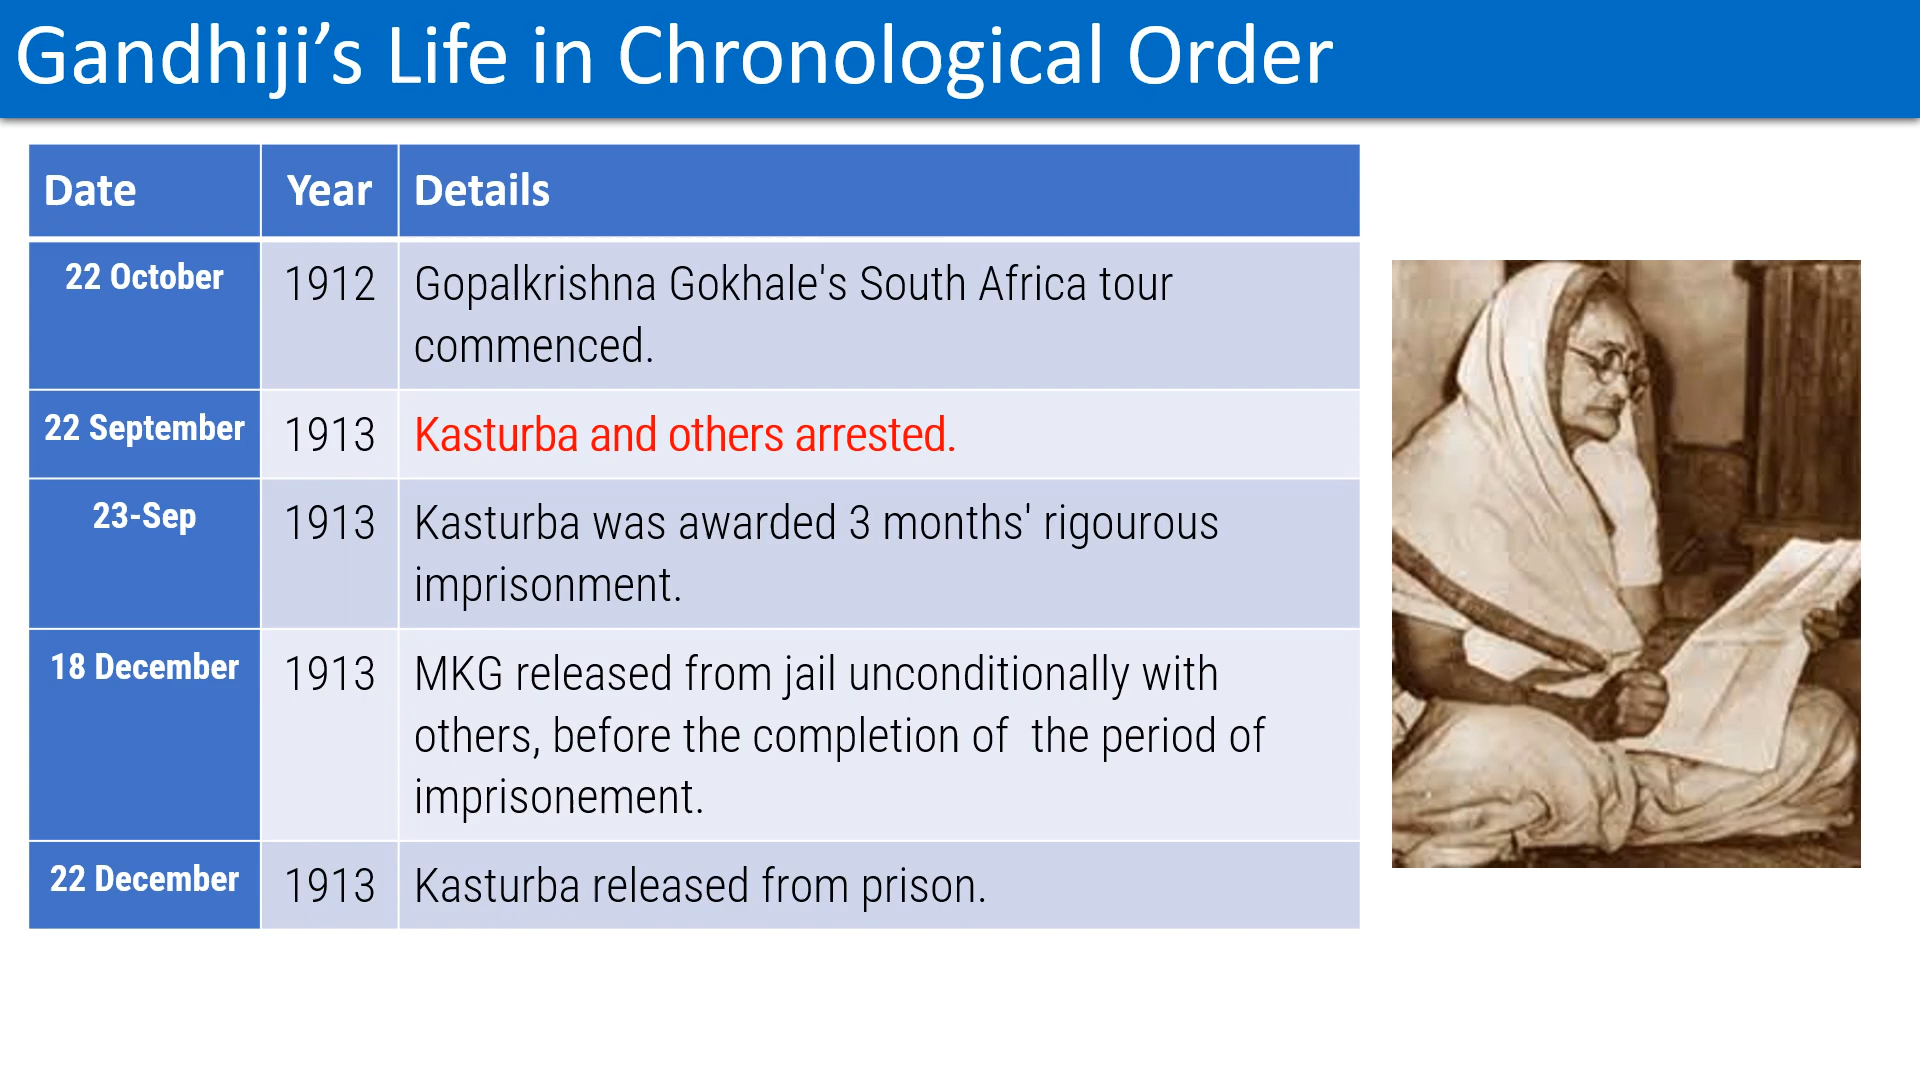 Gandhiji’s Life in Chronological Order
Date Year Details
22 October 1912 Gopalkrishna Gokhale's South Africa tour
commenced.
22 September 1913 Kasturba and others arrested.
23-Sep 1913 Kasturba was awarded 3 months' rigourous
imprisonment.
18 December 1913 MKG released from jail unconditionally with
others, before the completion of  the period of
imprisonement.
22 December 1913 Kasturba released from prison.